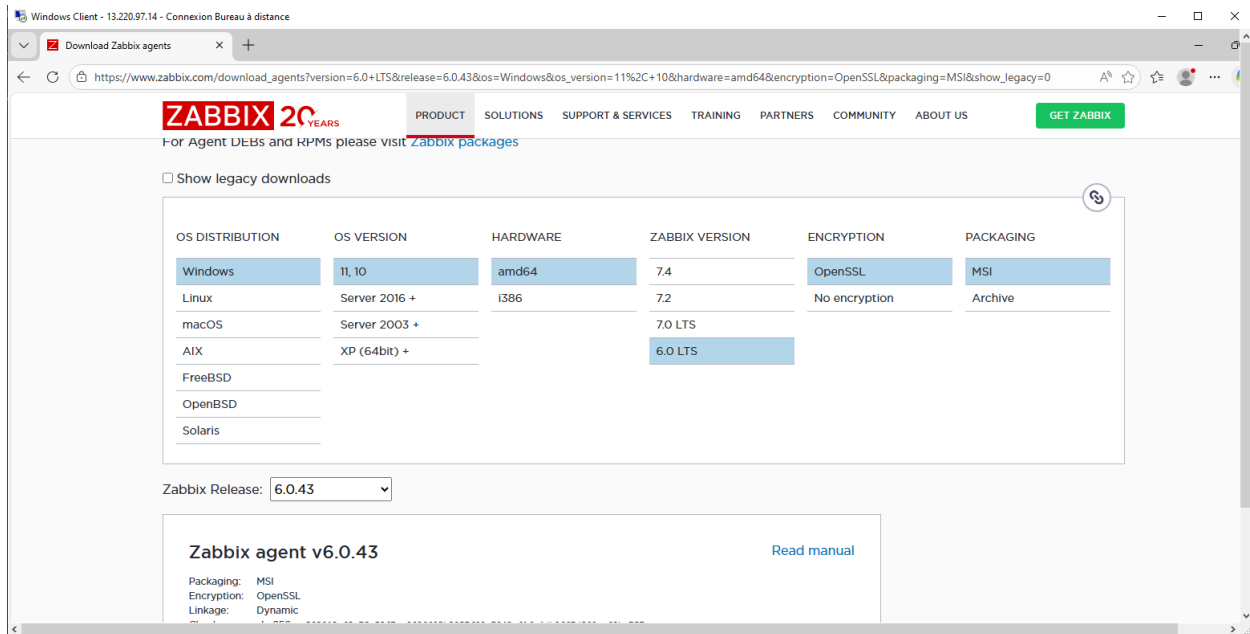 Windows Client - 13.220.97.14 - Connexion Bureau à distance
Download Zabbix agents
https://www.zabbix.com/download_agents?version=6.0+LTS&release=6.0.43&os=Windows&os_version=11%2C+10&hardware=amd64&encryption=OpenSSL&packaging=MSI&show_legacy=0
ZABBIX 20 YEARS PRODUCT SOLUTIONS SUPPORT & SERVICES TRAINING PARTNERS COMMUNITY ABOUT US GET ZABBIX
For Agent DEBs and RPMs please visit Zabbix packages
Show legacy downloads
OS DISTRIBUTION OS VERSION HARDWARE ZABBIX VERSION ENCRYPTION PACKAGING
Windows 11, 10 amd64 7.4 OpenSSL MSI
Linux Server 2016 + i386 7.2 No encryption Archive
macOS Server 2003 + 7.0 LTS
AIX XP (64bit) + 6.0 LTS
FreeBSD
OpenBSD
Solaris
Zabbix Release: 6.0.43
Zabbix agent v6.0.43 Read manual
Packaging: MSI
Encryption: OpenSSL
Linkage: Dynamic